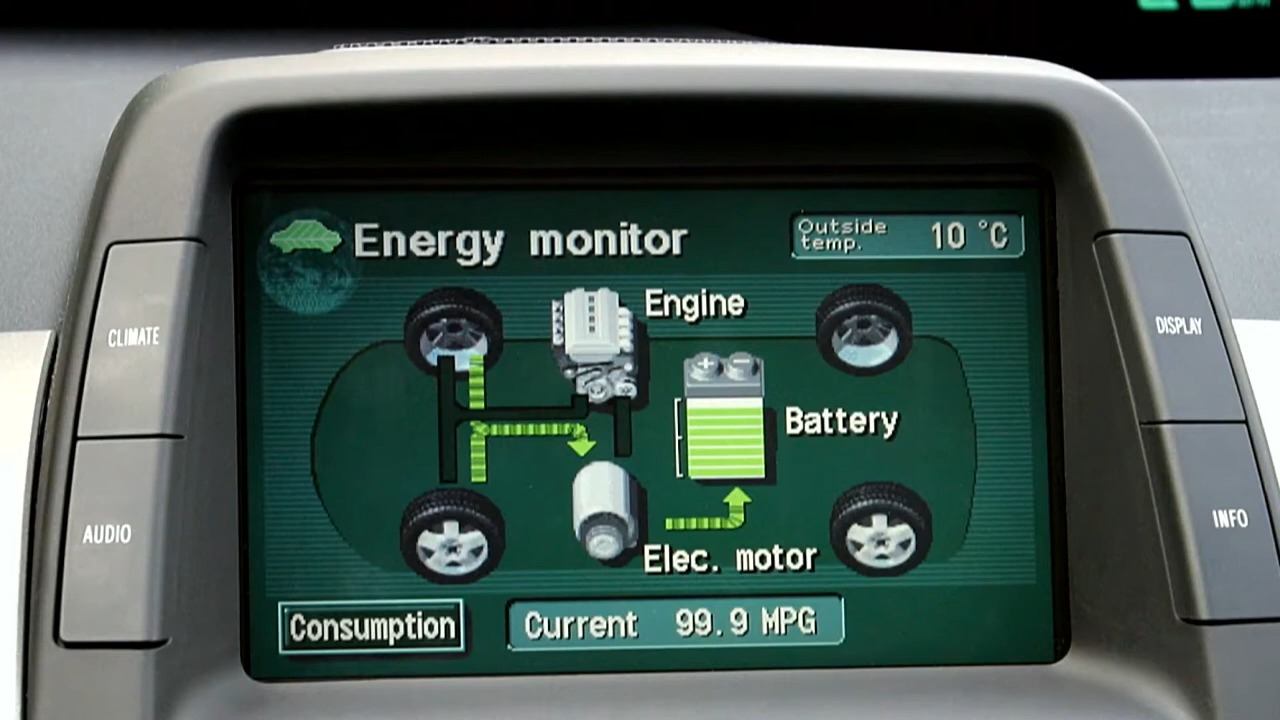 Energy monitor
Outside
temp.
10 °C
Engine
CLIMATE
DISPLAY
+ −
Battery
AUDIO
INFO
Elec. motor
Consumption
Current 99.9 MPG